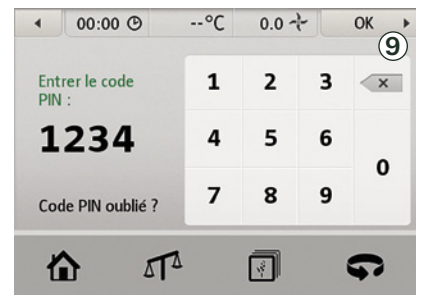 00:00 --°C 0.0 OK
⑨
Entrer le code
PIN :
1234
Code PIN oublié ?
1 2 3 ×
4 5 6
0
7 8 9